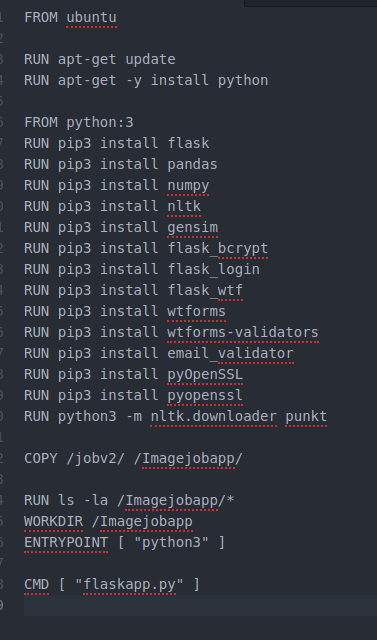 FROM ubuntu
RUN apt-get update
RUN apt-get -y install python
FROM python:3
RUN pip3 install flask
RUN pip3 install pandas
RUN pip3 install numpy
RUN pip3 install nltk
RUN pip3 install gensim
RUN pip3 install flask_bcrypt
RUN pip3 install flask_login
RUN pip3 install flask_wtf
RUN pip3 install wtforms
RUN pip3 install wtforms-validators
RUN pip3 install email_validator
RUN pip3 install pyOpenSSL
RUN pip3 install pyopenssl
RUN python3 -m nltk.downloader punkt
COPY /jobv2/ /Imagejobapp/
RUN ls -la /Imagejobapp/*
WORKDIR /Imagejobapp
ENTRYPOINT [ "python3" ]
CMD [ "flaskapp.py" ]